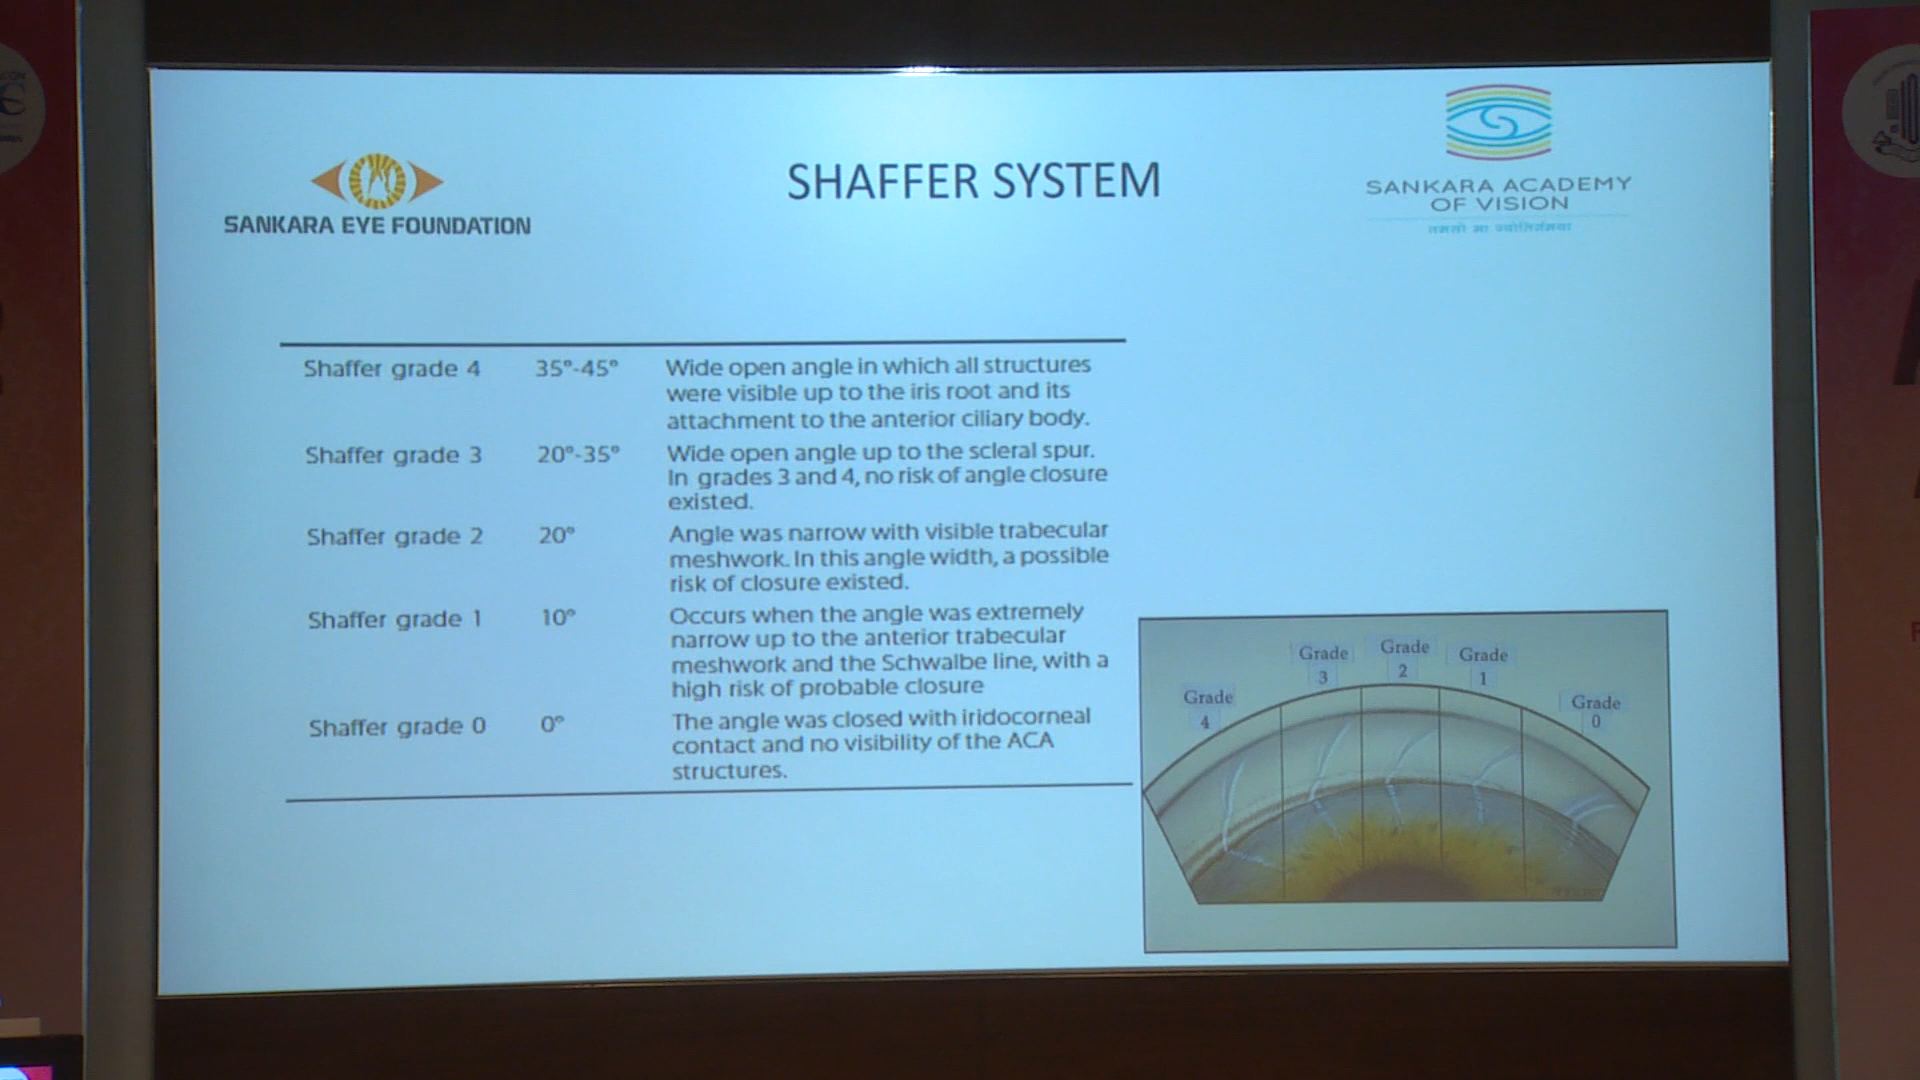 SHAFFER SYSTEM
SANKARA EYE FOUNDATION
SANKARA ACADEMY
OF VISION
तमसो मा ज्योतिर्गमया
Shaffer grade 4 35°-45° Wide open angle in which all structures
were visible up to the iris root and its
attachment to the anterior ciliary body.
Shaffer grade 3 20°-35° Wide open angle up to the scleral spur.
In grades 3 and 4, no risk of angle closure
existed.
Shaffer grade 2 20° Angle was narrow with visible trabecular
meshwork. In this angle width, a possible
risk of closure existed.
Shaffer grade 1 10° Occurs when the angle was extremely
narrow up to the anterior trabecular
meshwork and the Schwalbe line, with a
high risk of probable closure
Shaffer grade 0 0° The angle was closed with iridocorneal
contact and no visibility of the ACA
structures.
Grade
4
Grade
3
Grade
2
Grade
1
Grade
0